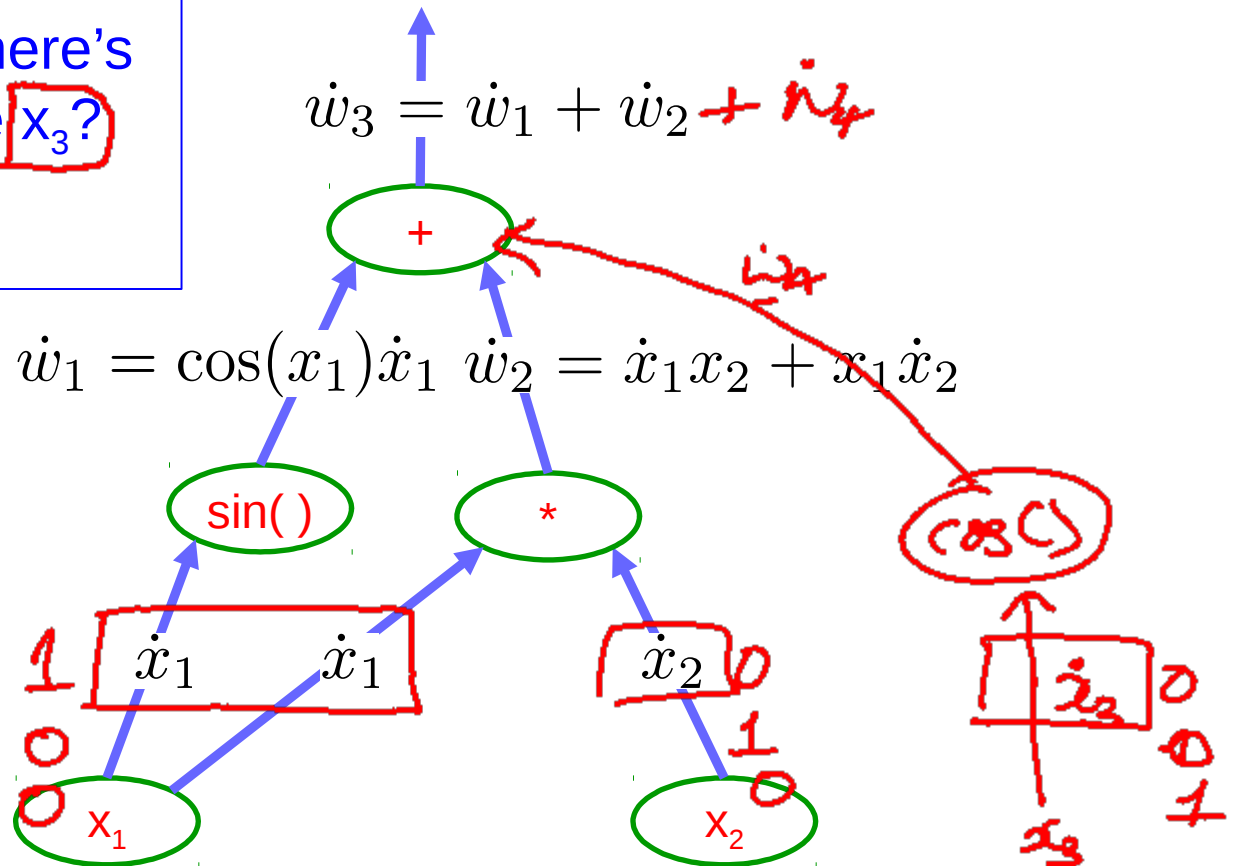 here's
x₃?
ẇ₃ = ẇ₁ + ẇ₂ + ẇ₄
+
ẇ₄
ẇ₁ = cos(x₁)ẋ₁ ẇ₂ = ẋ₁x₂ + x₁ẋ₂
sin( ) * cos()
1 ẋ₁ ẋ₁ ẋ₂ 0 ẋ₃ 0
0 1 0
0 x₁ x₂ 0 x₃ 1